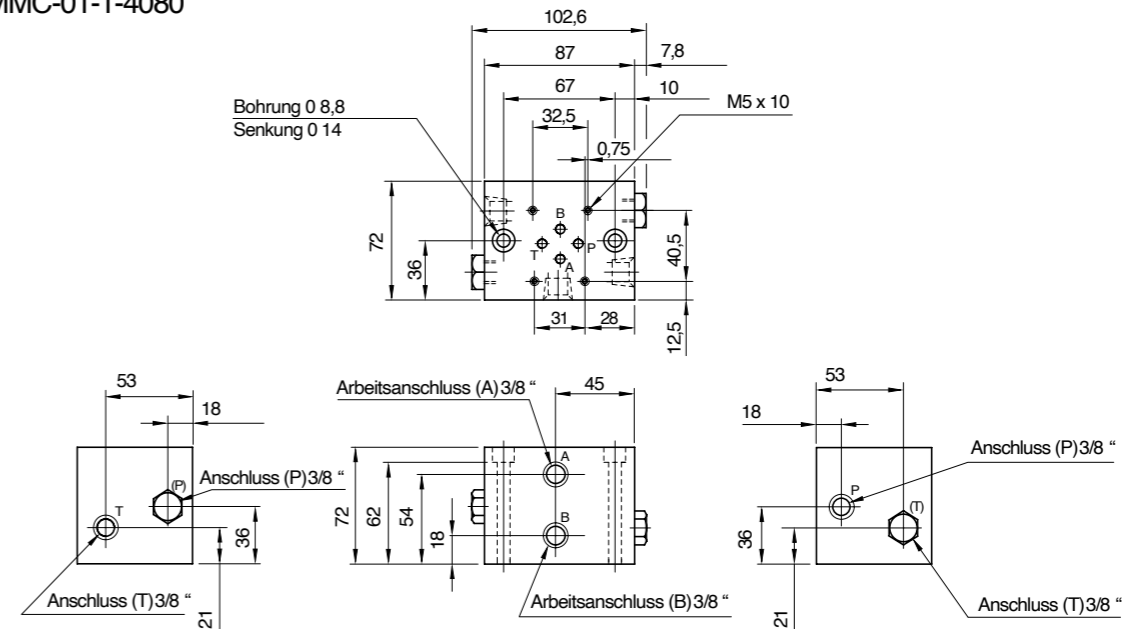 MMC-01-1-4080
102,6
87
7,8
67
10
Bohrung 0 8,8
Senkung 0 14
32,5
M5 x 10
0,75
B
T
P
A
72
36
40,5
31
28
12,5
53
18
Anschluss (P) 3/8 “
(P)
T
36
Anschluss (T) 3/8 “
21
Arbeitsanschluss (A) 3/8 “
45
A
B
72
62
54
18
Arbeitsanschluss (B) 3/8 “
53
18
Anschluss (P) 3/8 “
P
(T)
36
21
Anschluss (T) 3/8 “